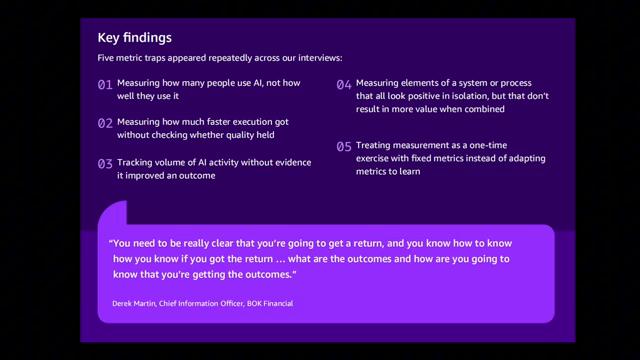 Key findings
Five metric traps appeared repeatedly across our interviews:
01 Measuring how many people use AI, not how
well they use it
02 Measuring how much faster execution got
without checking whether quality held
03 Tracking volume of AI activity without evidence
it improved an outcome
04 Measuring elements of a system or process
that all look positive in isolation, but that don’t
result in more value when combined
05 Treating measurement as a one-time
exercise with fixed metrics instead of adapting
metrics to learn
“You need to be really clear that you’re going to get a return, and you know how to know
how you know if you got the return … what are the outcomes and how are you going to
know that you’re getting the outcomes.”
Derek Martin, Chief Information Officer, BOK Financial